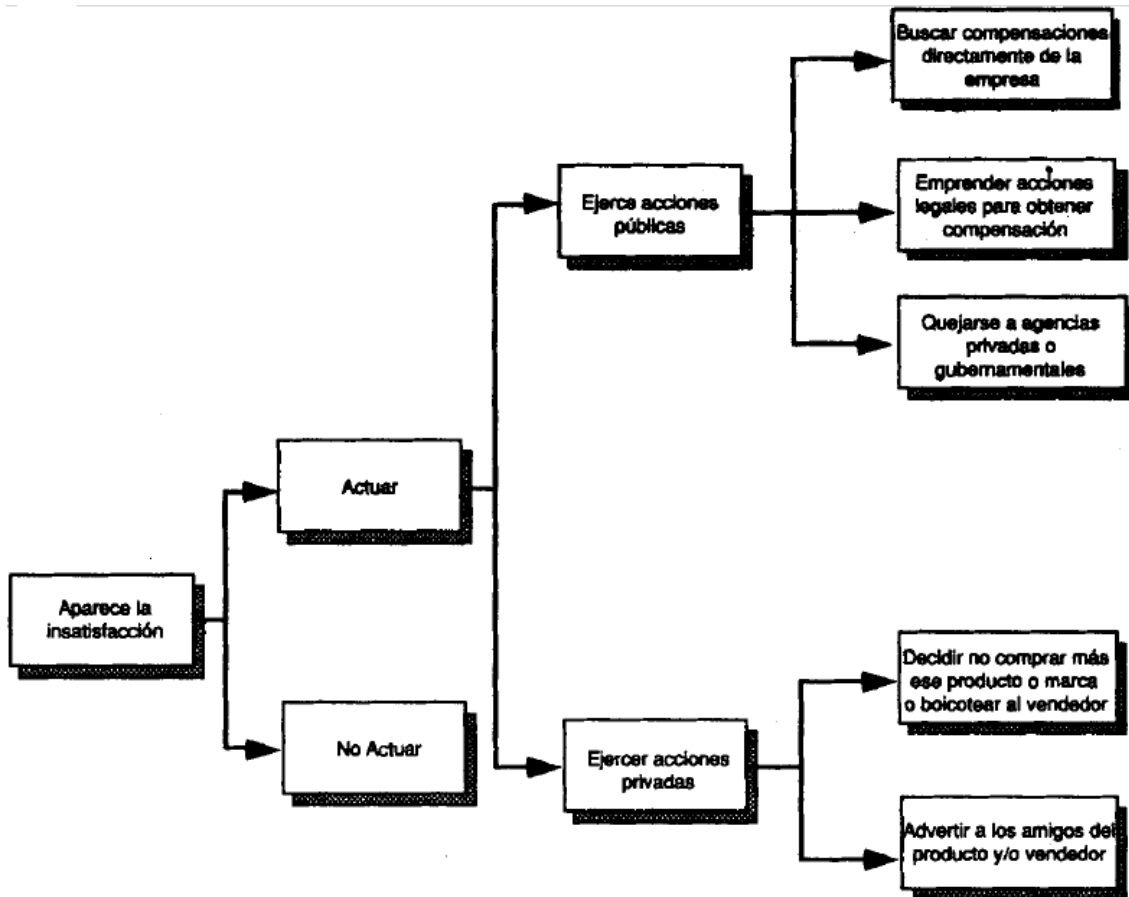 Buscar compensaciones
directamente de la
empresa
Ejerce acciones
públicas
Emprender acciones
legales para obtener
compensación
Quejarse a agencias
privadas o
gubernamentales
Actuar
Aparece la
insatisfacción
No Actuar
Ejercer acciones
privadas
Decidir no comprar más
ese producto o marca
o boicotear al vendedor
Advertir a los amigos del
producto y/o vendedor